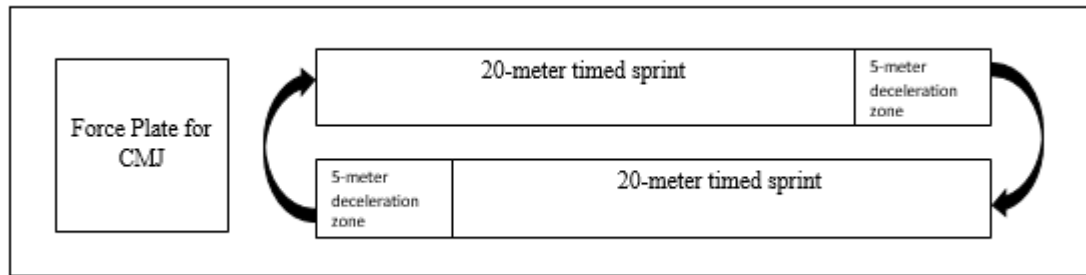 Force Plate for
CMJ
20-meter timed sprint
5-meter
deceleration
zone
5-meter
deceleration
zone
20-meter timed sprint